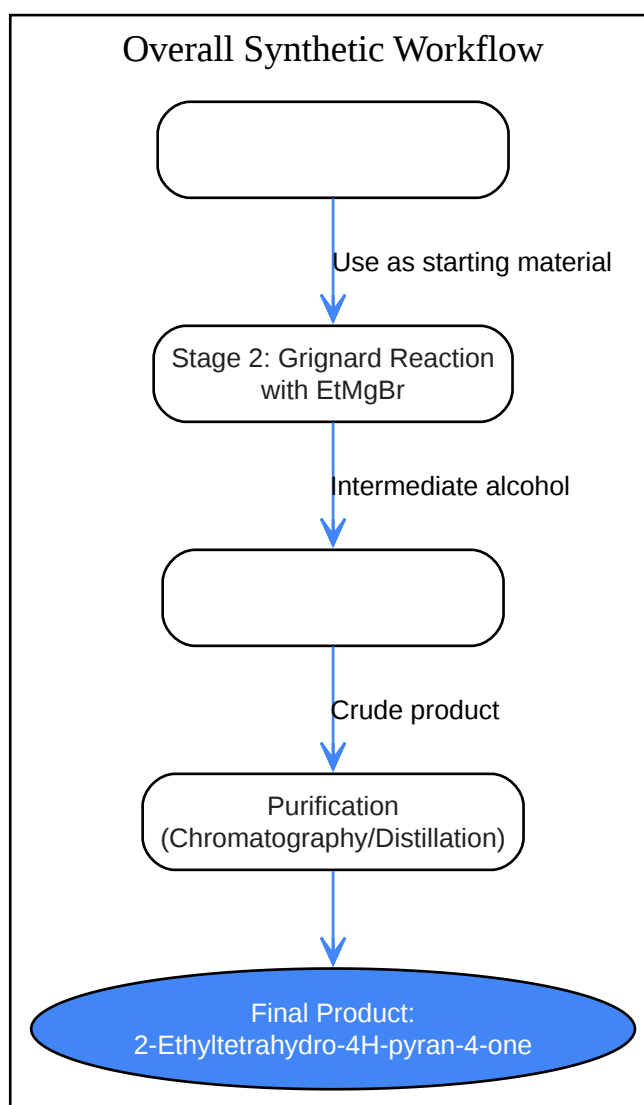 Overall Synthetic Workflow
Use as starting material
Stage 2: Grignard Reaction
with EtMgBr
Intermediate alcohol
Crude product
Purification
(Chromatography/Distillation)
Final Product:
2-Ethyltetrahydro-4H-pyran-4-one